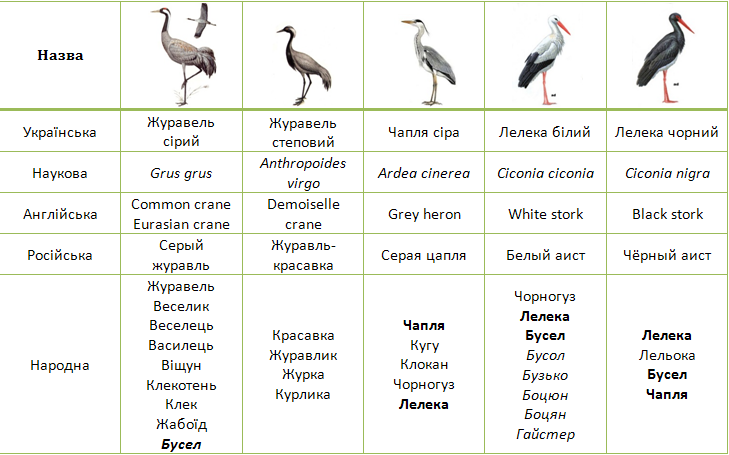 Назва
Українська
Журавель
сірий
Журавель
степовий
Чапля сіра
Лелека білий
Лелека чорний
Наукова
Grus grus
Anthropoides
virgo
Ardea cinerea
Ciconia ciconia
Ciconia nigra
Англійська
Common crane
Eurasian crane
Demoiselle
crane
Grey heron
White stork
Black stork
Російська
Серый
журавль
Журавль-
красавка
Серая цапля
Белый аист
Чёрный аист
Народна
Журавель
Веселик
Веселець
Василець
Віщун
Клекотень
Клек
Жабоїд
Бусел
Красавка
Журавлик
Журка
Курлика
Чапля
Кугу
Клокан
Чорногуз
Лелека
Чорногуз
Лелека
Бусел
Бусол
Бузько
Боцюн
Боцян
Гайстер
Лелека
Лельока
Бусел
Чапля